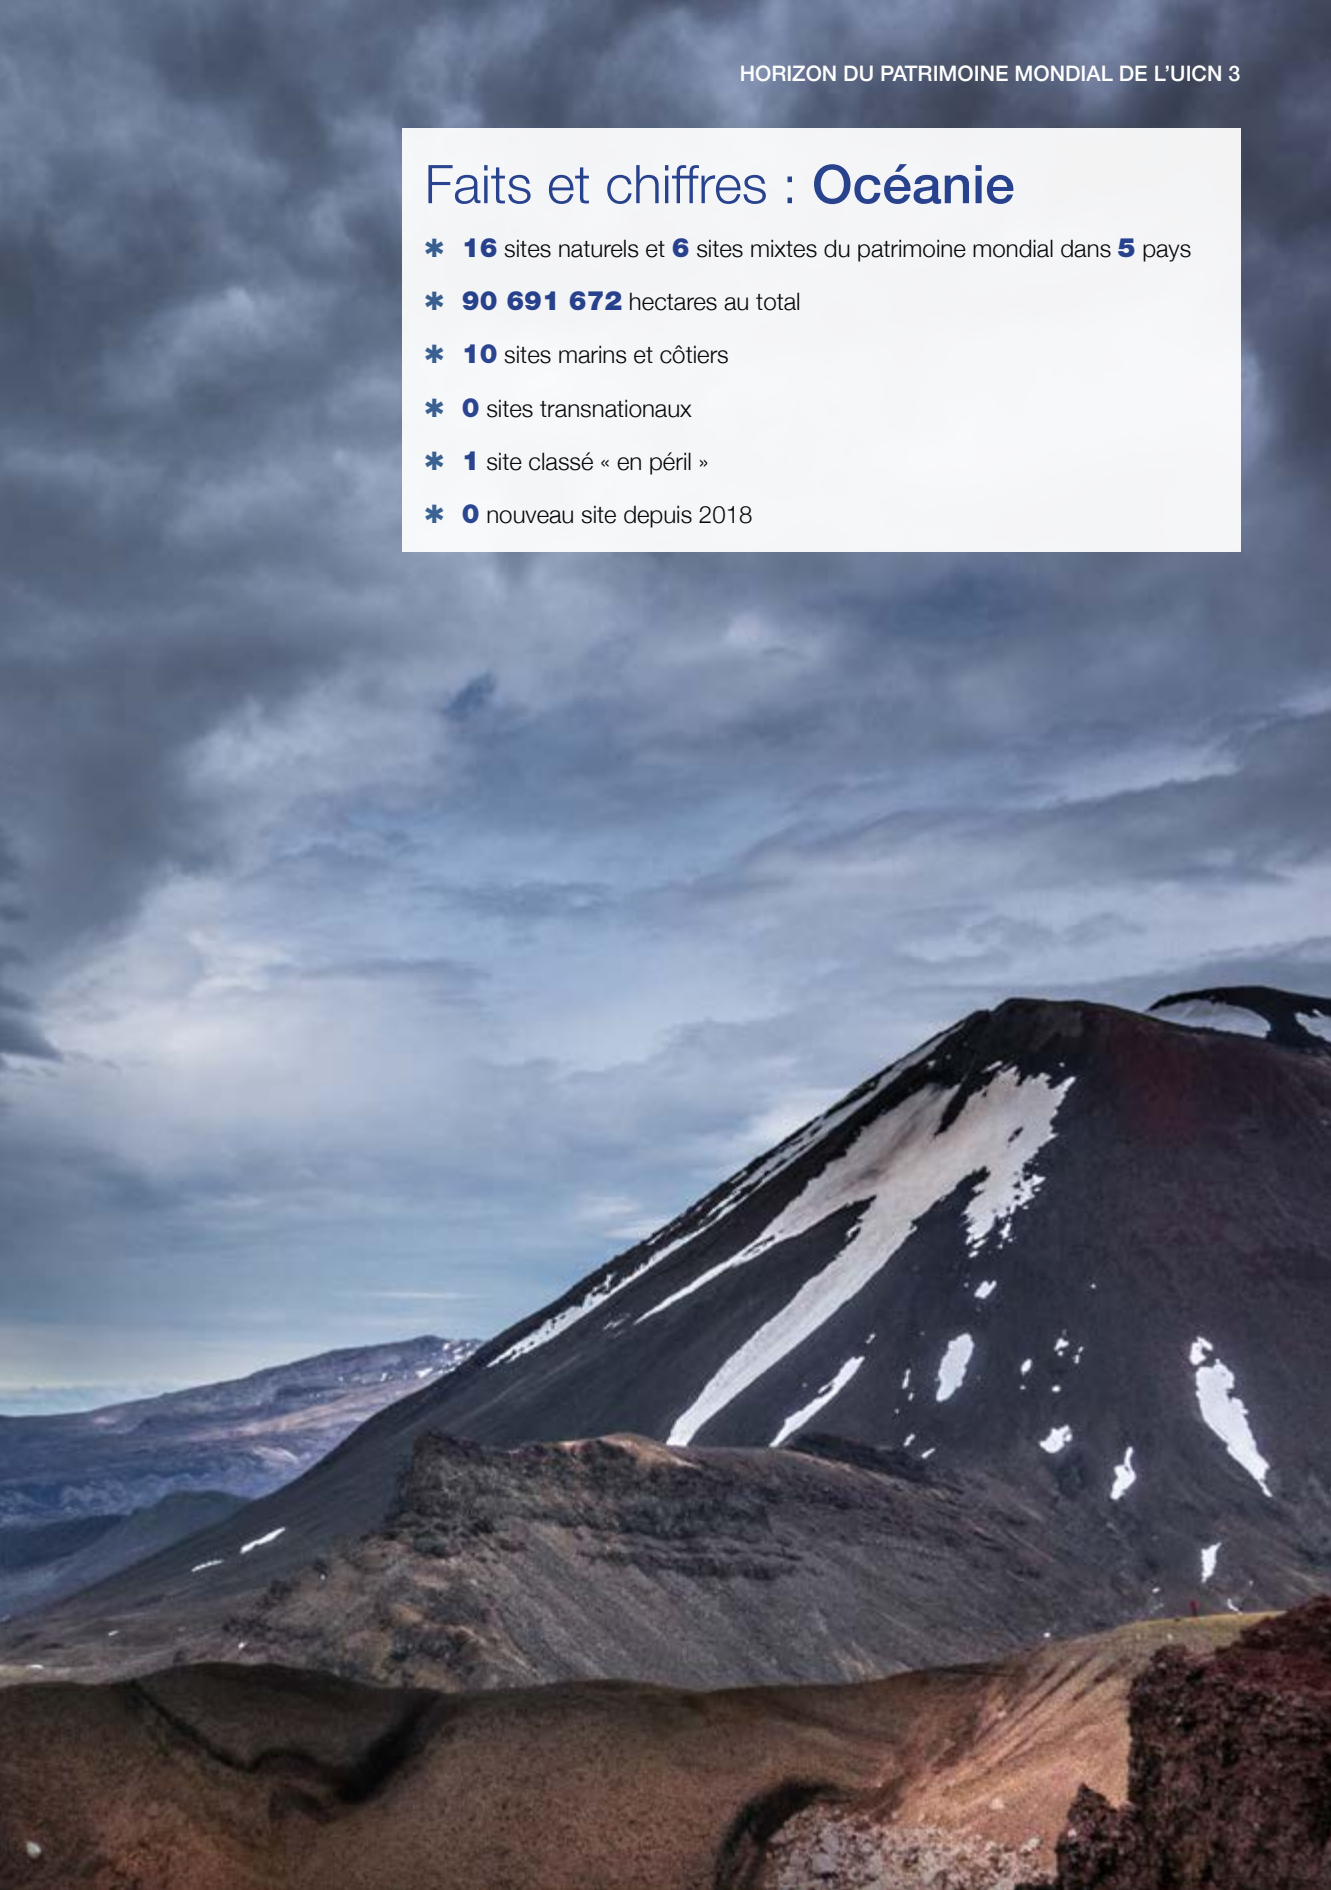 HORIZON DU PATRIMOINE MONDIAL DE L’UICN 3
Faits et chiffres : Océanie
✱ 16 sites naturels et 6 sites mixtes du patrimoine mondial dans 5 pays
✱ 90 691 672 hectares au total
✱ 10 sites marins et côtiers
✱ 0 sites transnationaux
✱ 1 site classé « en péril »
✱ 0 nouveau site depuis 2018